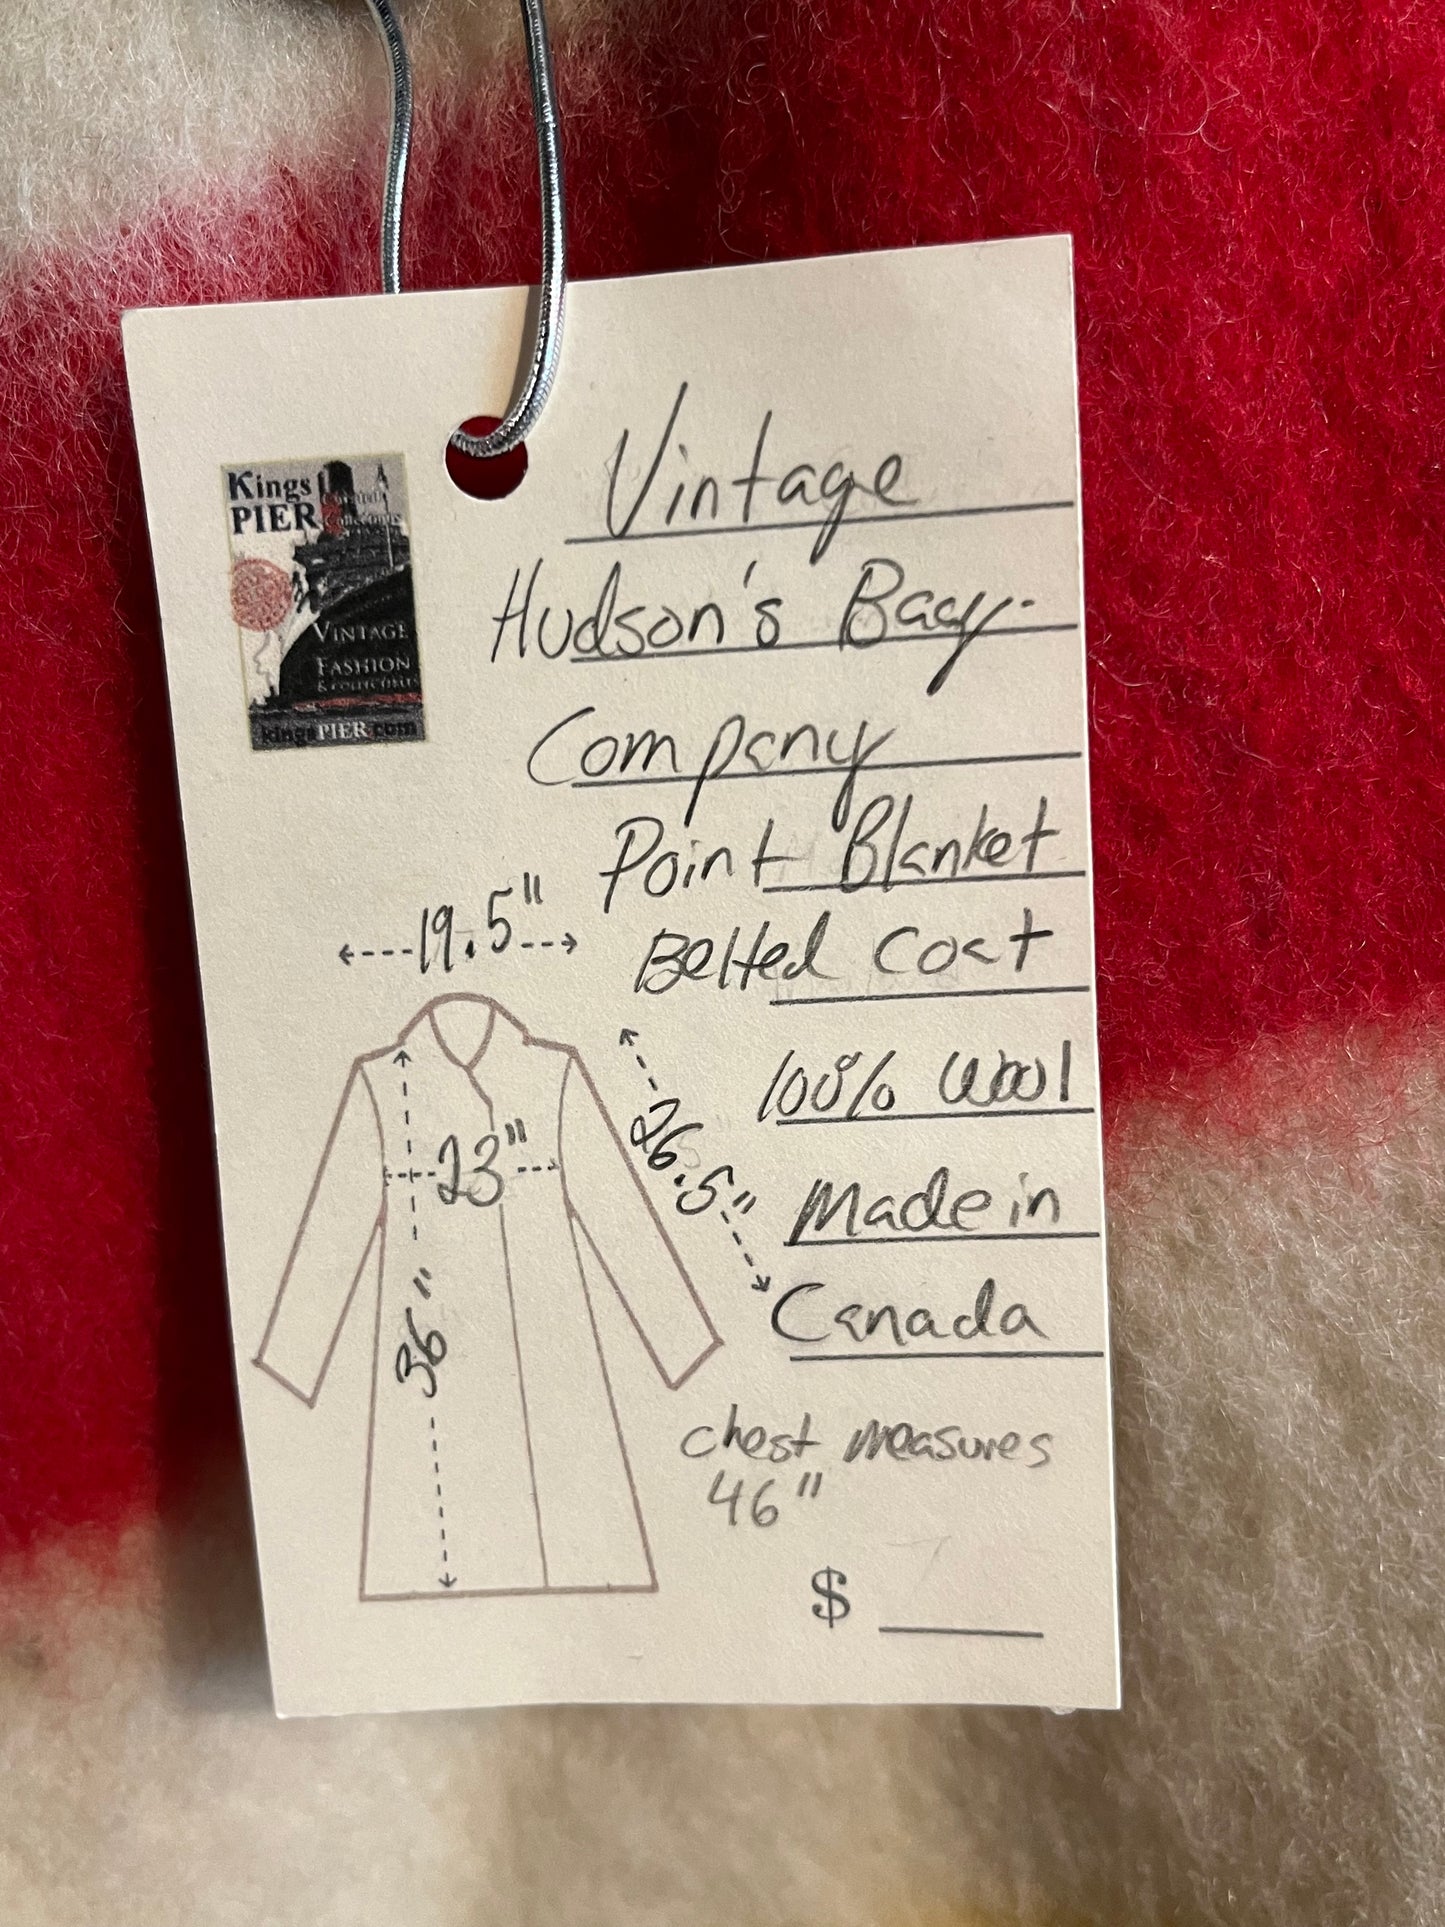 Kings
PIER
VINTAGE
FASHION
& COLLECTIBLES
kingsPIER.com
Vintage
Hudson's Bay
Company
Point Blanket
Belted Coat
100% Wool
Made in
Canada
19.5"
23"
26.5"
36"
chest measures
46"
$